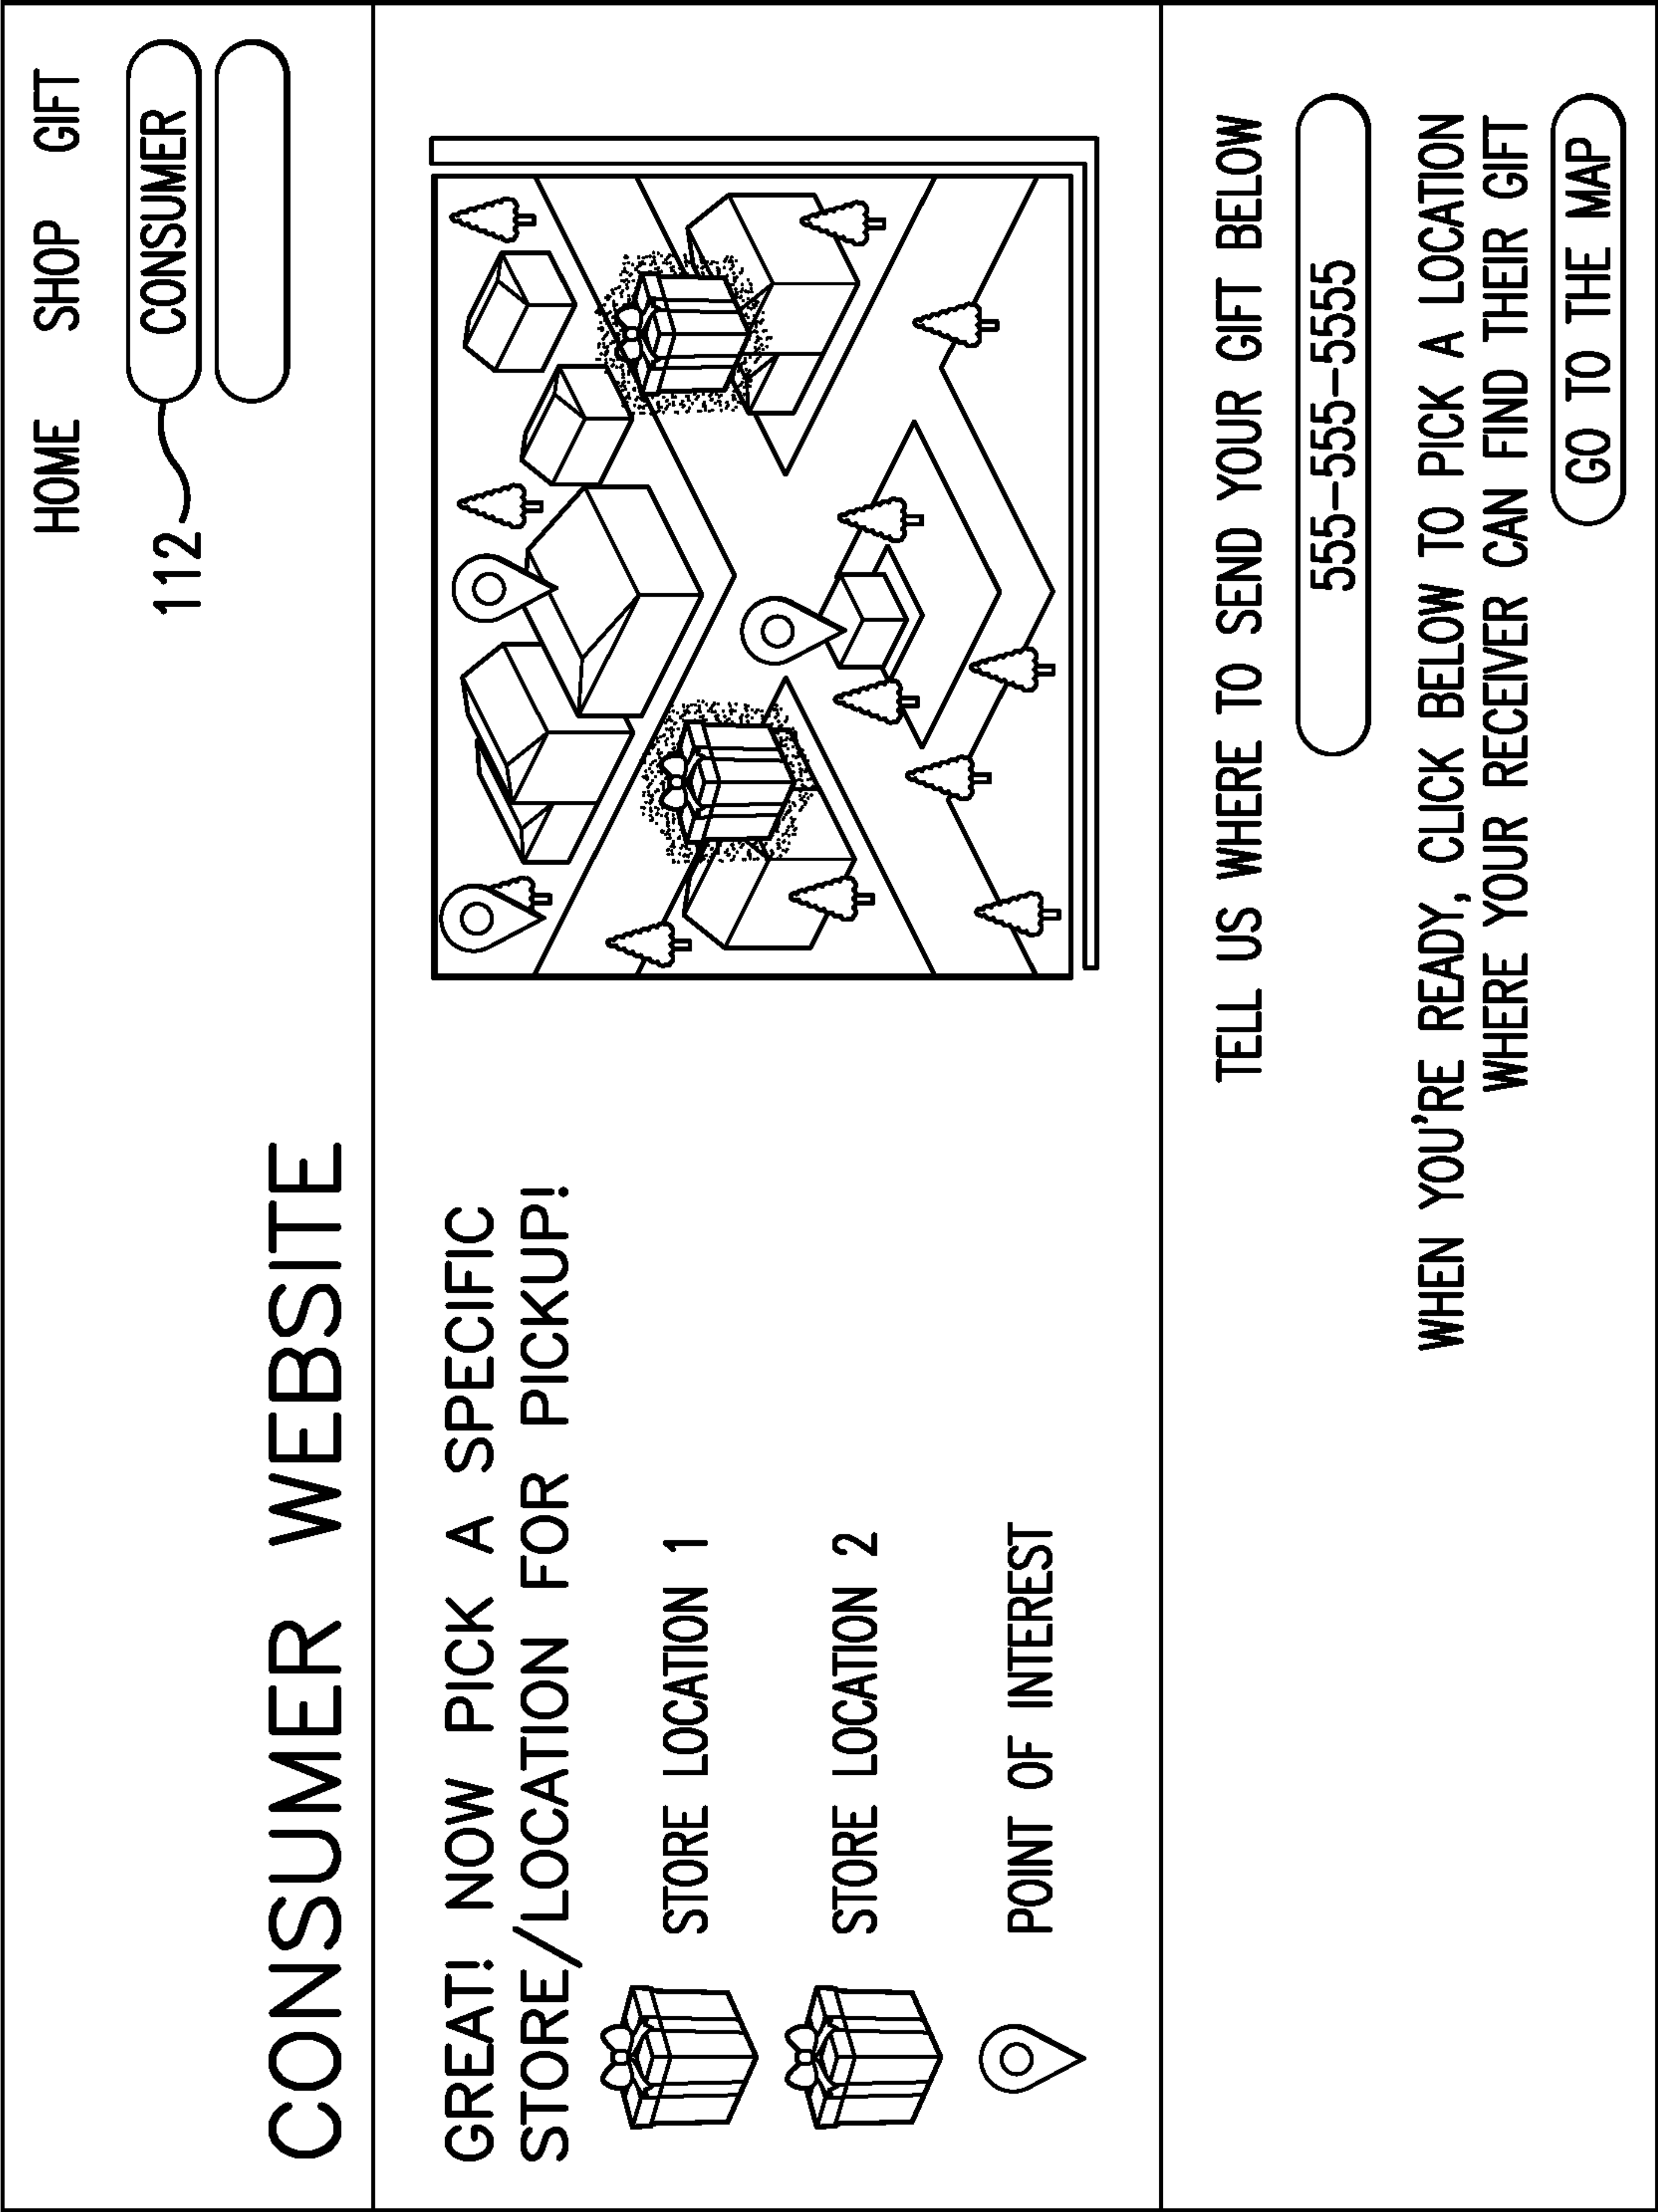 HOME SHOP GIFT
CONSUMER
112
CONSUMER WEBSITE
GREAT! NOW PICK A SPECIFIC
STORE/LOCATION FOR PICKUP!
STORE LOCATION 1
STORE LOCATION 2
POINT OF INTEREST
TELL US WHERE TO SEND YOUR GIFT BELOW
555-555-555-5555
WHEN YOU'RE READY, CLICK BELOW TO PICK A LOCATION
WHERE YOUR RECEIVER CAN FIND THEIR GIFT
GO TO THE MAP